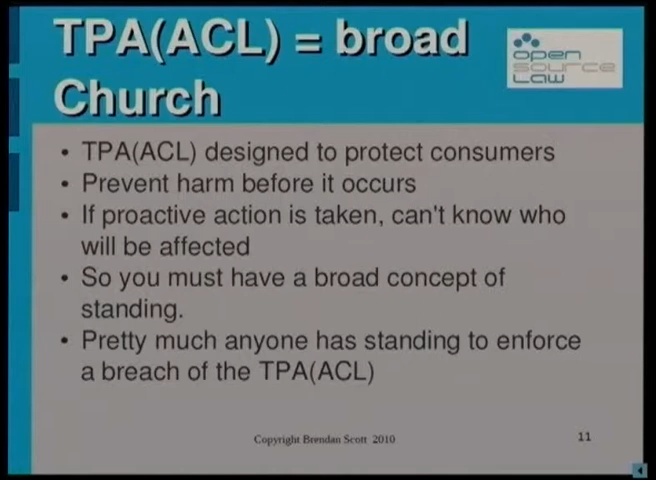 TPA(ACL) = broad
Church
open
source
Law
• TPA(ACL) designed to protect consumers
• Prevent harm before it occurs
• If proactive action is taken, can't know who
will be affected
• So you must have a broad concept of
standing.
• Pretty much anyone has standing to enforce
a breach of the TPA(ACL)
Copyright Brendan Scott 2010
11